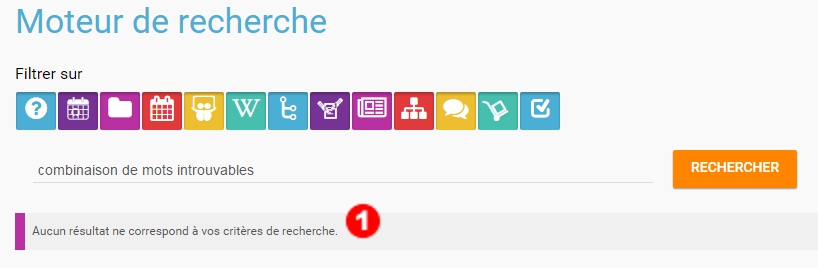 Moteur de recherche
Filtrer sur
? W
combinaison de mots introuvables RECHERCHER
Aucun résultat ne correspond à vos critères de recherche. 1